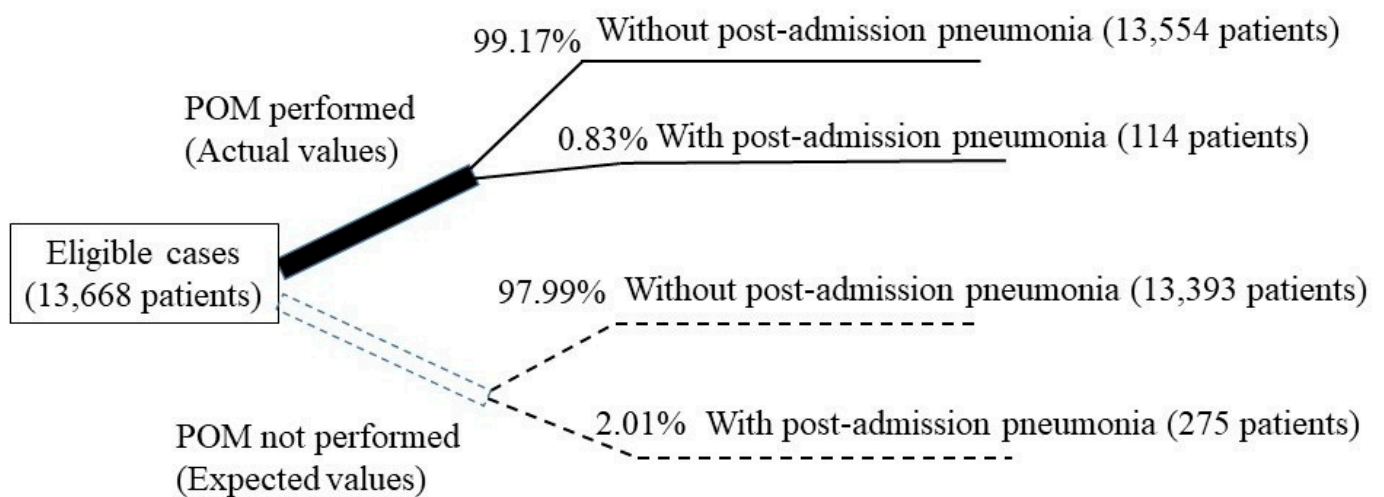 99.17% Without post-admission pneumonia (13,554 patients)
POM performed
(Actual values)
0.83% With post-admission pneumonia (114 patients)
Eligible cases
(13,668 patients)
97.99% Without post-admission pneumonia (13,393 patients)
2.01% With post-admission pneumonia (275 patients)
POM not performed
(Expected values)